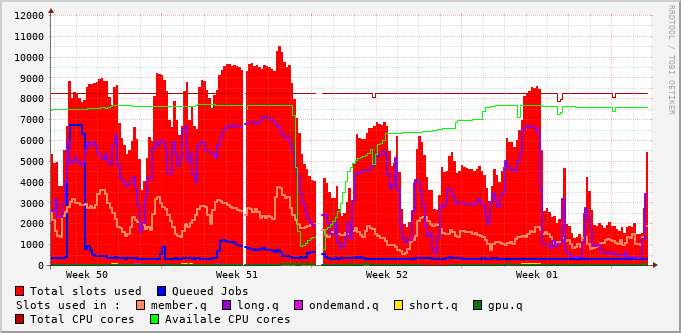 12000
11000
10000
9000
8000
7000
6000
5000
4000
3000
2000
1000
0
Week 50 Week 51 Week 52 Week 01
RRDTOOL / TOBI OETIKER
Total slots used Queued Jobs
Slots used in : member.q long.q ondemand.q short.q gpu.q
Total CPU cores Availale CPU cores